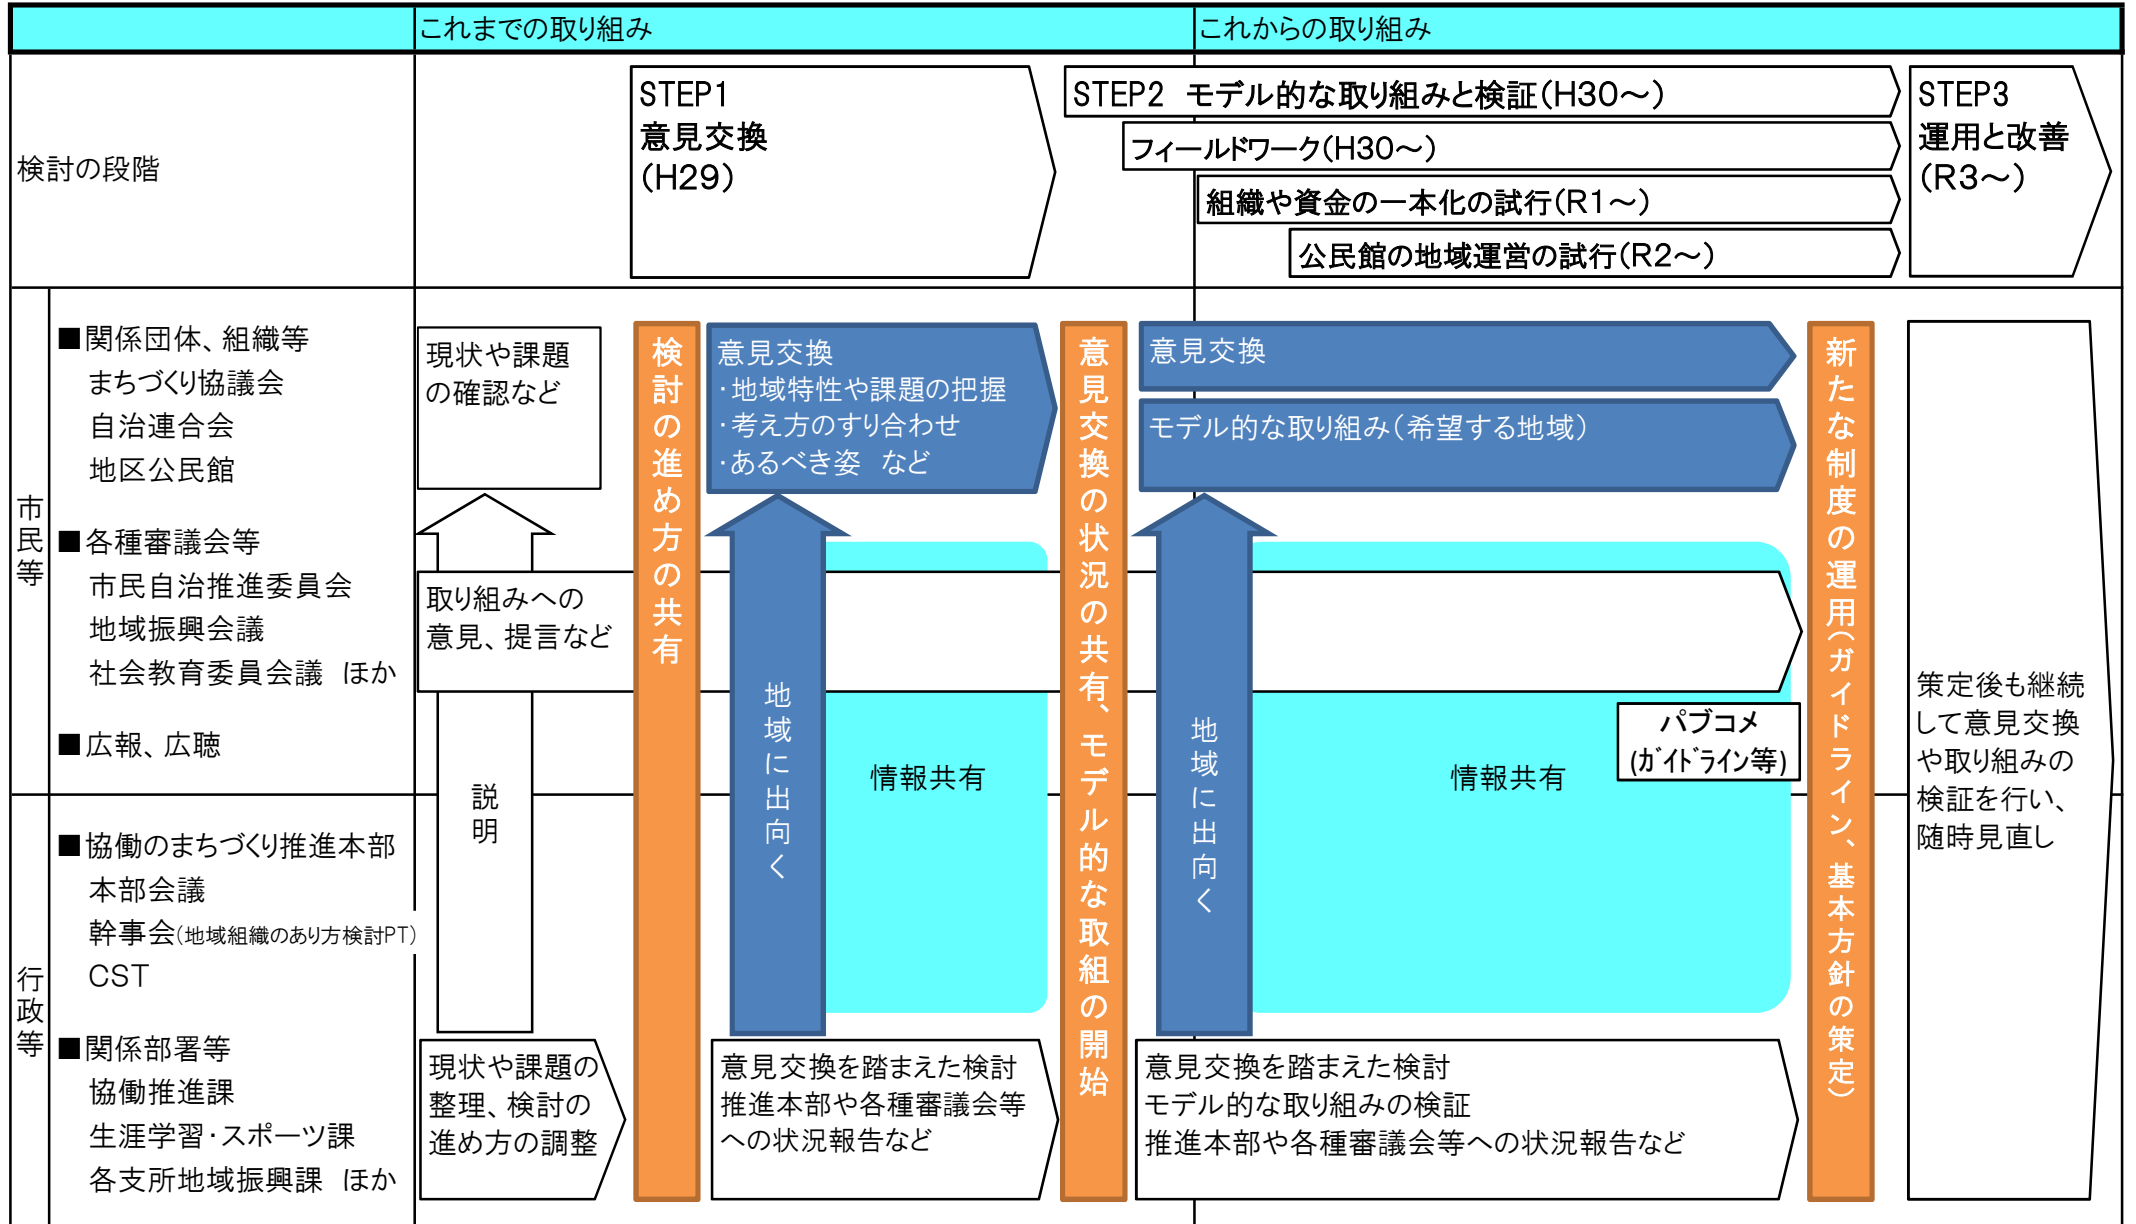 これまでの取り組み
これからの取り組み
検討の段階
STEP1
意見交換
(H29)
STEP2 モデル的な取り組みと検証(H30～)
フィールドワーク(H30～)
組織や資金の一本化の試行(R1～)
公民館の地域運営の試行(R2～)
STEP3
運用と改善
(R3～)
市民等
■関係団体、組織等
まちづくり協議会
自治連合会
地区公民館
■各種審議会等
市民自治推進委員会
地域振興会議
社会教育委員会議 ほか
■広報、広聴
行政等
■協働のまちづくり推進本部
本部会議
幹事会(地域組織のあり方検討PT)
CST
■関係部署等
協働推進課
生涯学習・スポーツ課
各支所地域振興課 ほか
現状や課題
の確認など
取り組みへの
意見、提言など
説明
現状や課題の
整理、検討の
進め方の調整
検討の進め方の共有
意見交換
・地域特性や課題の把握
・考え方のすり合わせ
・あるべき姿 など
地域に出向く
情報共有
意見交換を踏まえた検討
推進本部や各種審議会等
への状況報告など
意見交換の状況の共有、モデル的な取組の開始
意見交換
モデル的な取り組み(希望する地域)
地域に出向く
情報共有
パブコメ
(ｶﾞｲﾄﾞﾗｲﾝ等)
意見交換を踏まえた検討
モデル的な取り組みの検証
推進本部や各種審議会等への状況報告など
新たな制度の運用(ガイドライン、基本方針の策定)
策定後も継続
して意見交換
や取り組みの
検証を行い、
随時見直し